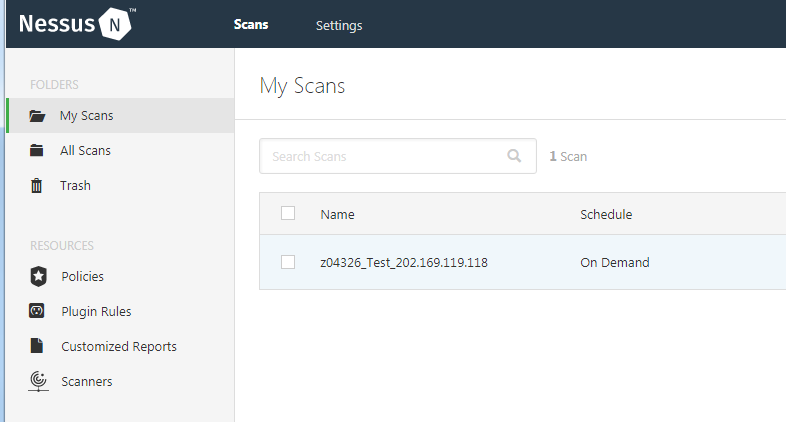 Nessus N ™
Scans
Settings
FOLDERS
My Scans
All Scans
Trash
RESOURCES
Policies
Plugin Rules
Customized Reports
Scanners
My Scans
Search Scans
1 Scan
Name Schedule
z04326_Test_202.169.119.118 On Demand